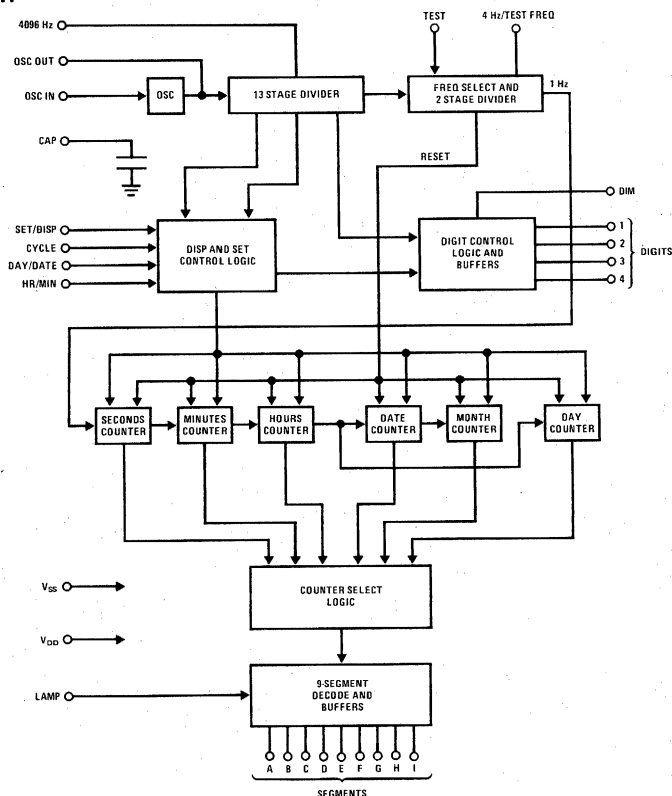 TEST
4 Hz/TEST FREQ
4096 Hz
OSC OUT
OSC IN
OSC
13 STAGE DIVIDER
FREQ SELECT AND
2 STAGE DIVIDER
1 Hz
CAP
RESET
DIM
SET/DISP
CYCLE
DAY/DATE
HR/MIN
DISP AND SET
CONTROL LOGIC
DIGIT CONTROL
LOGIC AND
BUFFERS
1
2
3
4
DIGITS
SECONDS
COUNTER
MINUTES
COUNTER
HOURS
COUNTER
DATE
COUNTER
MONTH
COUNTER
DAY
COUNTER
VSS
COUNTER SELECT
LOGIC
VDD
LAMP
9-SEGMENT
DECODE AND
BUFFERS
A B C D E F G H I
SEGMENTS